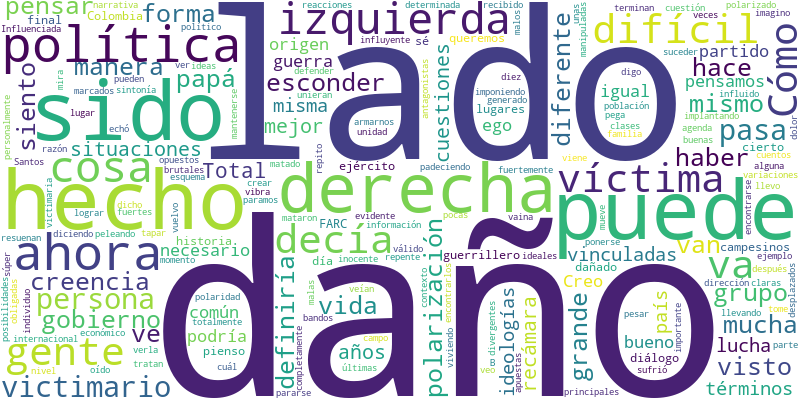 pensar
Colombia
forma
izquierda
reacciones
determinada
recibido
polarizado
imagino
unas
manipuladas
terminan
cuestión
malos
difícil
final
narrativa
Influenciada
político
política
manera
papá
origen
guerra
influyente
sé
queremos
veces
partido
Cómo
siento
sido
lado
esconder
misma
mejor
situaciones
cosa
Total
ego
cuestiones
lugares
diferente
igual
hace
pensamos
mismo
pasa
haber
cierto
hecho
derecha
víctima
puede
decía
FARC
ejército
guerrillero
ahora
creencia
persona
gobierno
gente
victimario
definiría
común
podría
ve
vida
años
pienso
polarización
ideologías
recámara
grande
vinculadas
dañado
Creo
país
bueno
diálogo
van
va
grupo
mucha
lucha
visto
términos
campesinos
daño
personalmente
mira
ver
ideas
pueden
sintonía
marcados
lugar
echó
mantenerse
defender
unieran
armarnos
unidad
antagonistas
diez
imponiendo
generado
digo
población
pega
clases
familia
suceder
influido
implantando
agenda
buenas
dolor
razón
Santos
opuestos
brutales
esquema
victimaria
dicho
fuertes
lograr
vuelvo
tapar
resuenan
diciendo
peleando
necesario
historia.
súper
momento
posibilidades
individuo
obligadas
económico
internacional
nivel
oído
verla
tratan
polaridad
totalmente
cuál
matado
repito
crear
vibra
paramos
mataron
evidente
información
válido
día
inocente
repente
veían
malas
bandos
campo
completamente
últimas
pararse
padeciendo
fuertemente
pocas
vaina
ideales
contexto
encontrarlos
viviendo
divergentes
B
veo
apuestas
principales
viene
cuentos
alguna
variaciones
llevo
encontrarse
mueve
ponerse
ejemplo
después
dirección
claras
desplazados
pesar
importante
sufrió
llevando
tome
parte